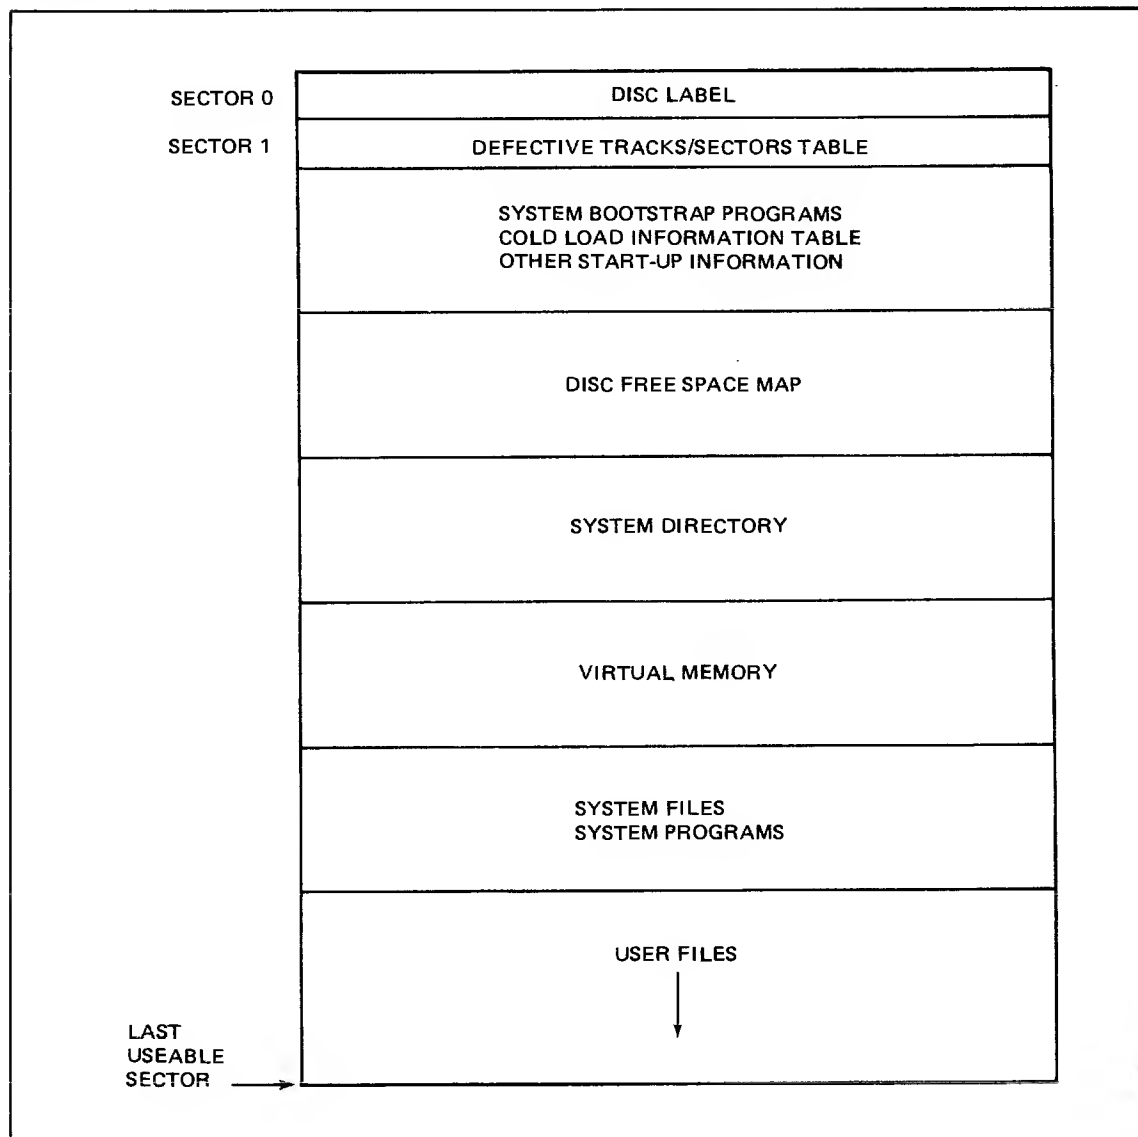 SECTOR 0
DISC LABEL
SECTOR 1
DEFECTIVE TRACKS/SECTORS TABLE
SYSTEM BOOTSTRAP PROGRAMS
COLD LOAD INFORMATION TABLE
OTHER START-UP INFORMATION
DISC FREE SPACE MAP
SYSTEM DIRECTORY
VIRTUAL MEMORY
SYSTEM FILES
SYSTEM PROGRAMS
USER FILES
LAST
USEABLE
SECTOR